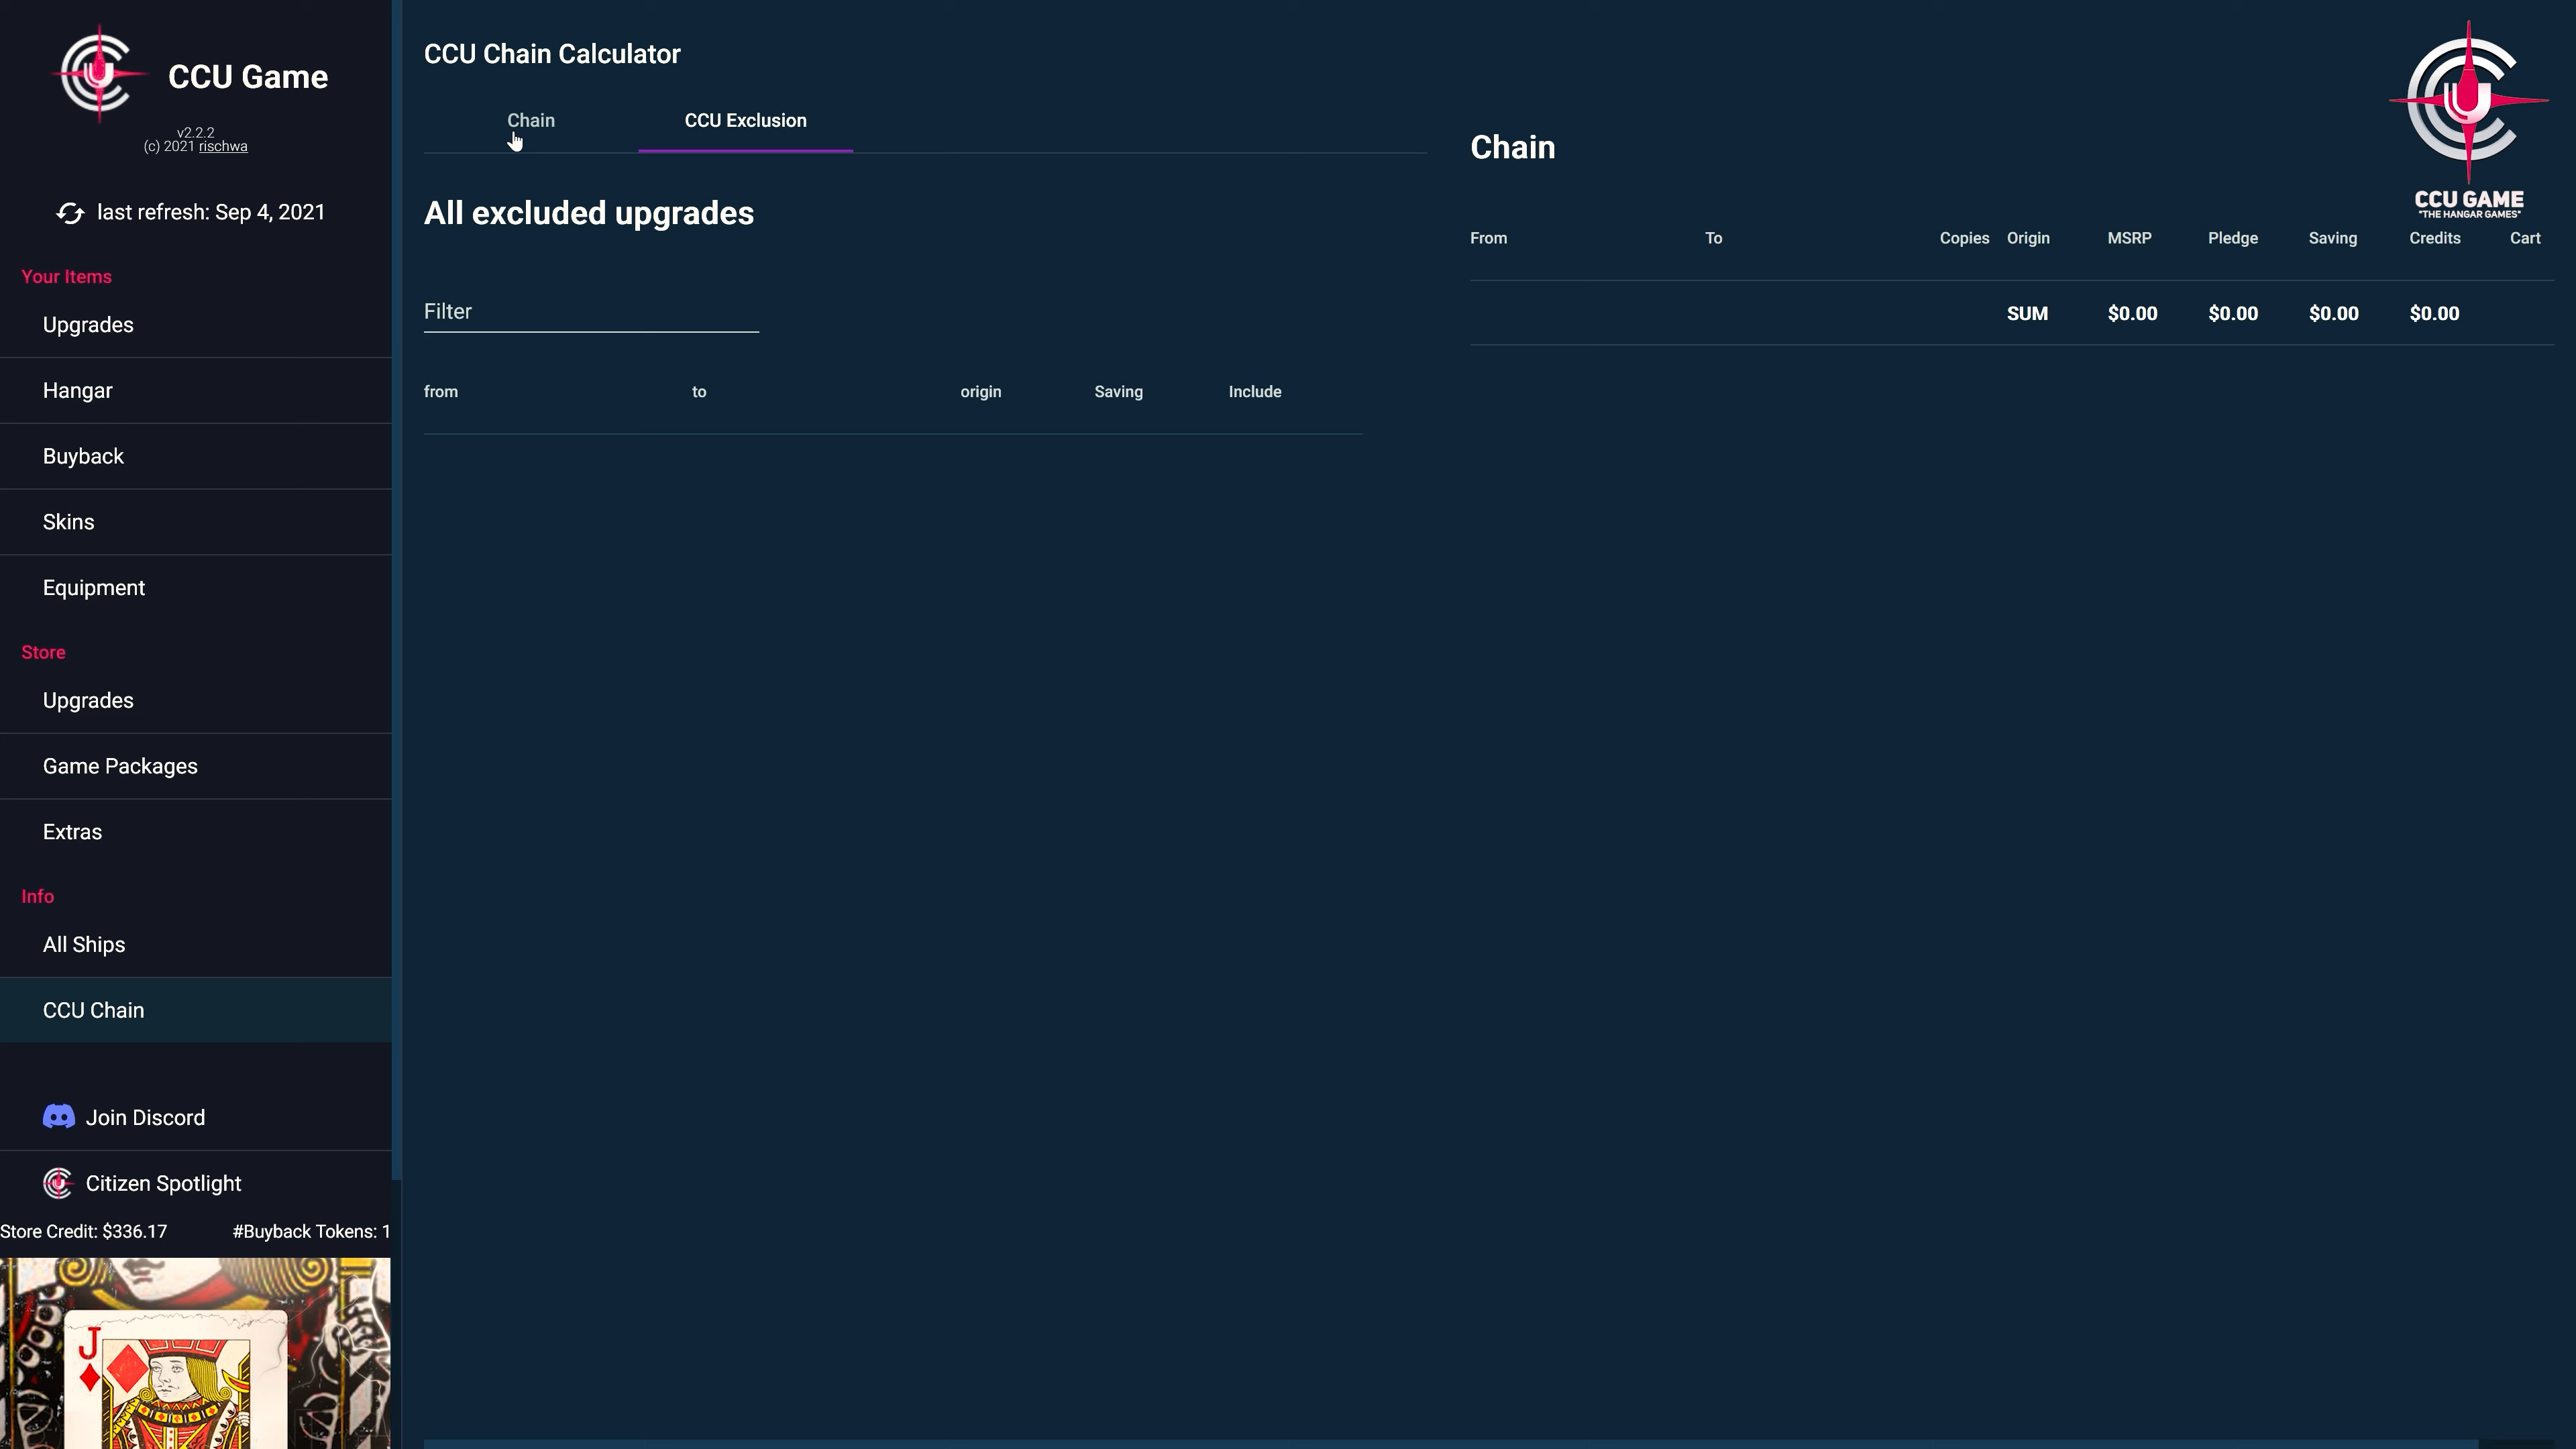 CCU Game
v2.2.2
(c) 2021 rischwa
last refresh: Sep 4, 2021
Your Items
Upgrades
Hangar
Buyback
Skins
Equipment
Store
Upgrades
Game Packages
Extras
Info
All Ships
CCU Chain
Join Discord
Citizen Spotlight
Store Credit: $336.17 #Buyback Tokens: 1
J
CCU Chain Calculator
Chain CCU Exclusion
All excluded upgrades
Filter
from to origin Saving Include
Chain
CCU GAME
"THE HANGAR GAMES"
From To Copies Origin MSRP Pledge Saving Credits Cart
SUM $0.00 $0.00 $0.00 $0.00